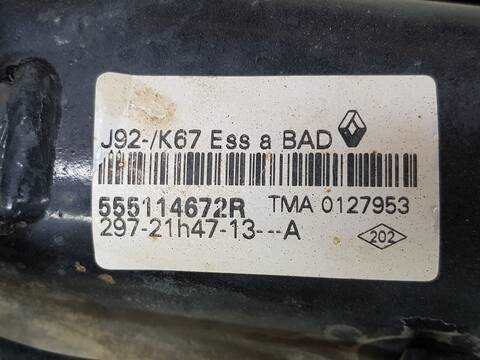 J92-/K67 Ess a BAD
555114672R TMA 0127953
297-21h47-13---A
202